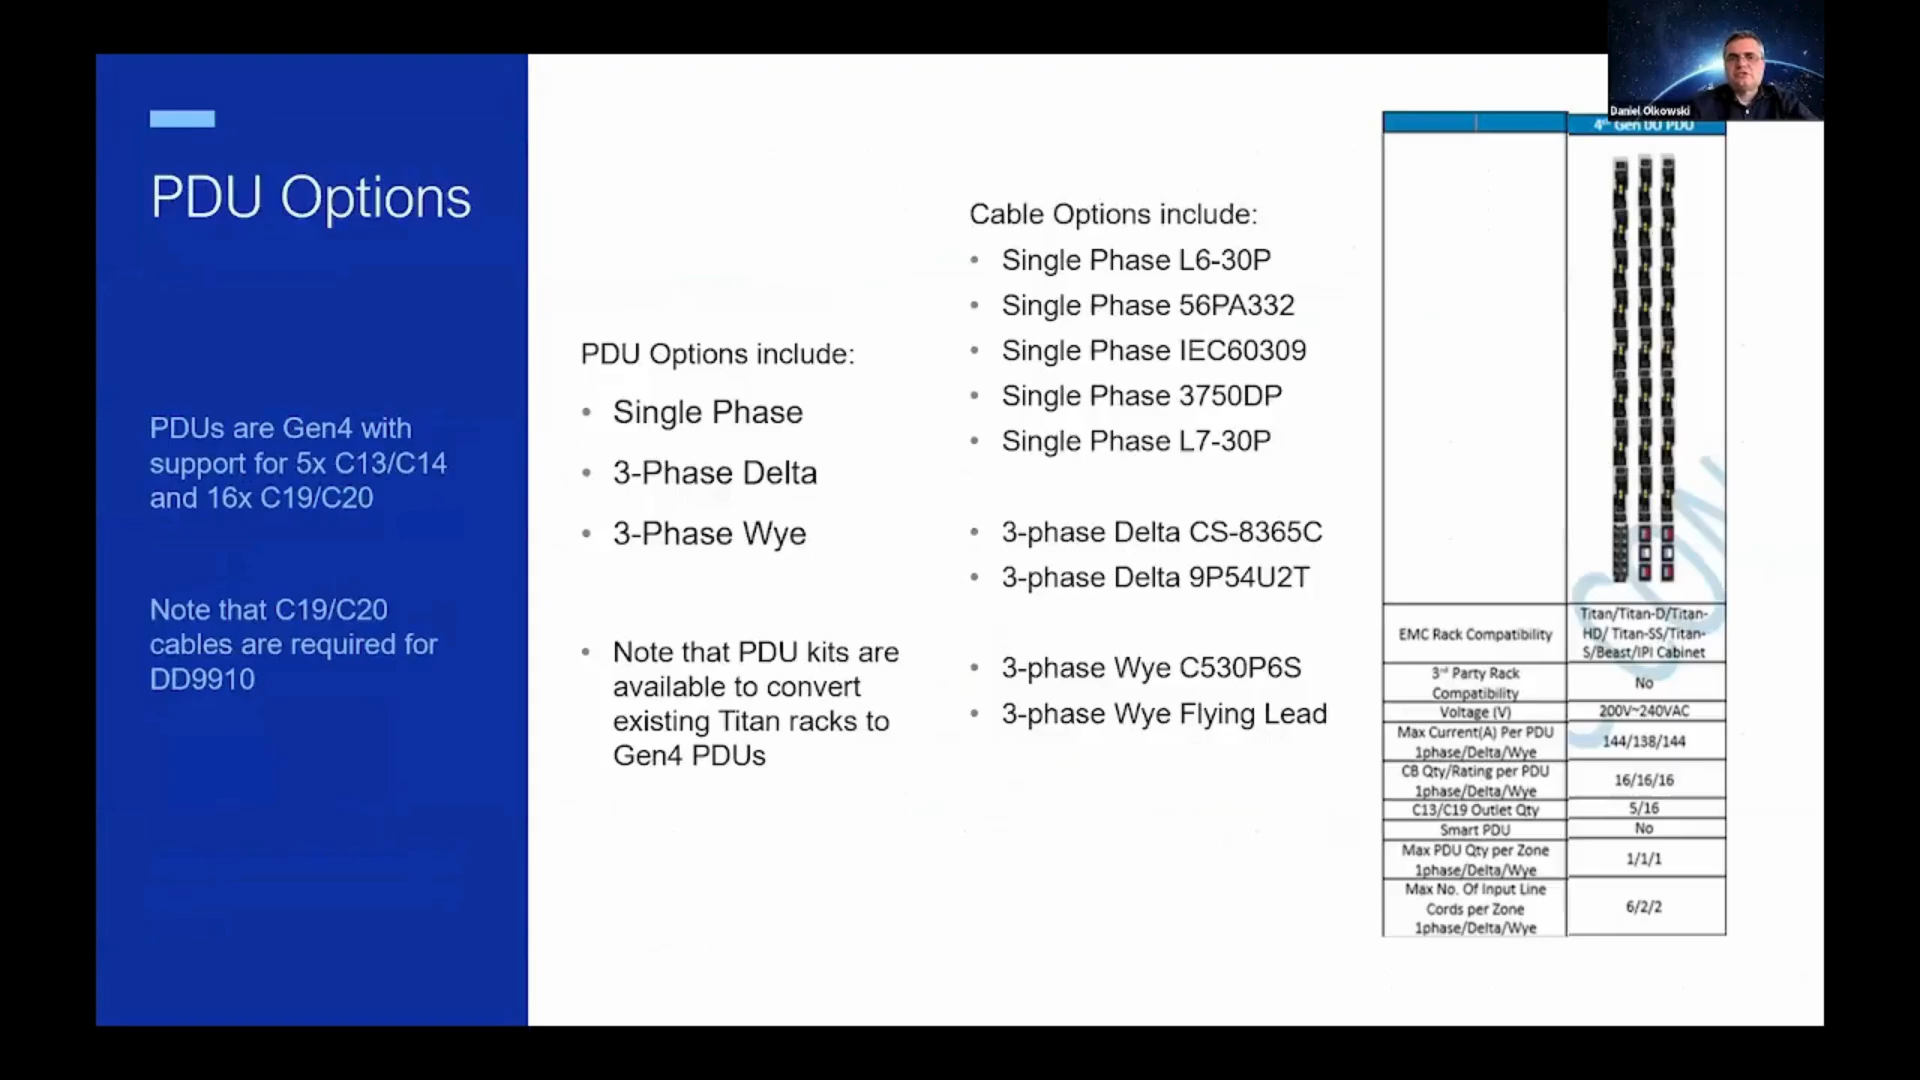 Daniel Olkowski
PDU Options
PDUs are Gen4 with
support for 5x C13/C14
and 16x C19/C20
Note that C19/C20
cables are required for
DD9910
PDU Options include:
• Single Phase
• 3-Phase Delta
• 3-Phase Wye
• Note that PDU kits are
available to convert
existing Titan racks to
Gen4 PDUs
Cable Options include:
• Single Phase L6-30P
• Single Phase 56PA332
• Single Phase IEC60309
• Single Phase 3750DP
• Single Phase L7-30P
• 3-phase Delta CS-8365C
• 3-phase Delta 9P54U2T
• 3-phase Wye C530P6S
• 3-phase Wye Flying Lead
4th Gen 0U PDU
EMC Rack Compatibility
Titan/Titan-D/Titan-
HD/ Titan-SS/Titan-
S/Beast/IPI Cabinet
3rd Party Rack
Compatibility
No
Voltage (V)
200V~240VAC
Max Current(A) Per PDU
1phase/Delta/Wye
144/138/144
CB Qty/Rating per PDU
1phase/Delta/Wye
16/16/16
C13/C19 Outlet Qty
5/16
Smart PDU
No
Max PDU Qty per Zone
1phase/Delta/Wye
1/1/1
Max No. Of Input Line
Cords per Zone
1phase/Delta/Wye
6/2/2